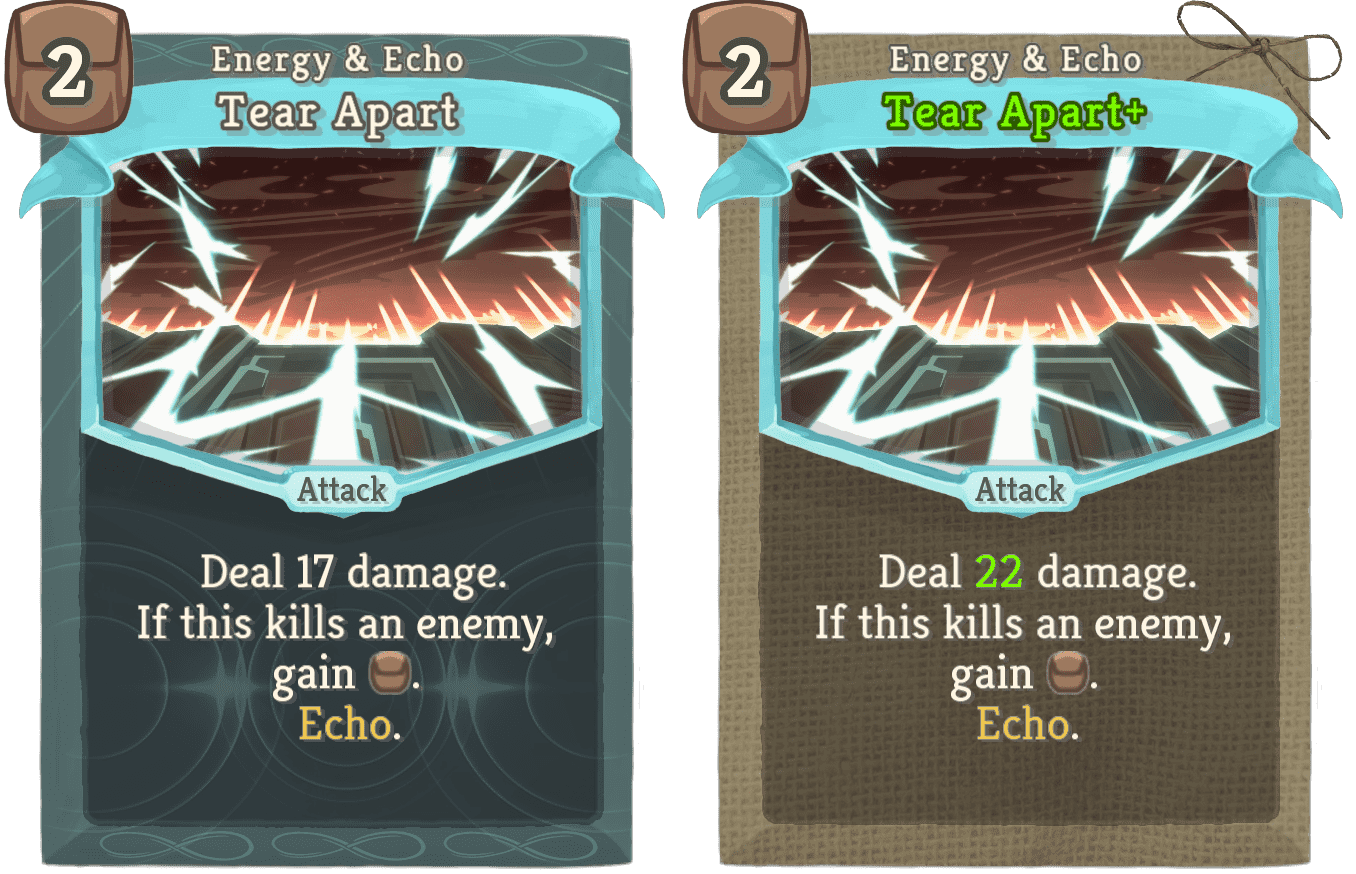 2
Energy & Echo
Tear Apart
Attack
Deal 17 damage.
If this kills an enemy,
gain .
Echo.
2
Energy & Echo
Tear Apart+
Attack
Deal 22 damage.
If this kills an enemy,
gain .
Echo.